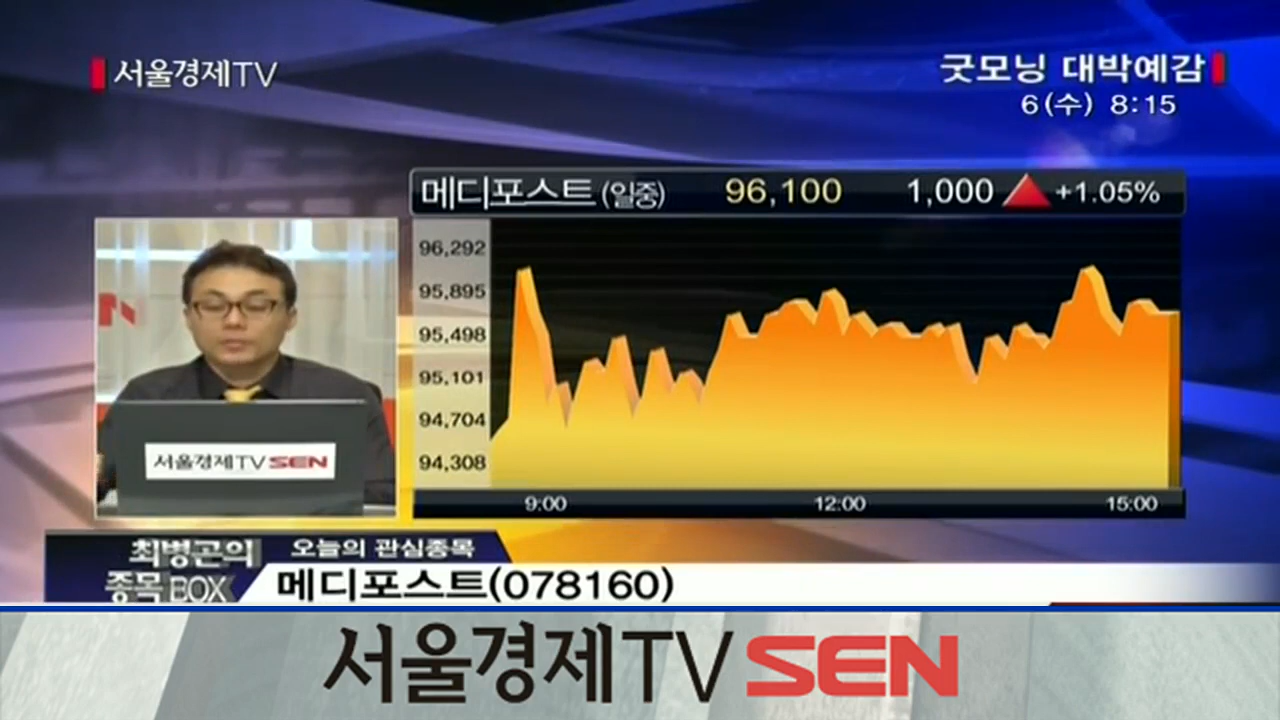 서울경제TV
굿모닝 대박예감
6(수) 8:15
메디포스트 (일중) 96,100 1,000 ▲ +1.05%
96,292
95,895
95,498
95,101
94,704
94,308
9:00 12:00 15:00
서울경제TV SEN
최병곤의 종목 BOX
오늘의 관심종목
메디포스트(078160)
서울경제TV SEN